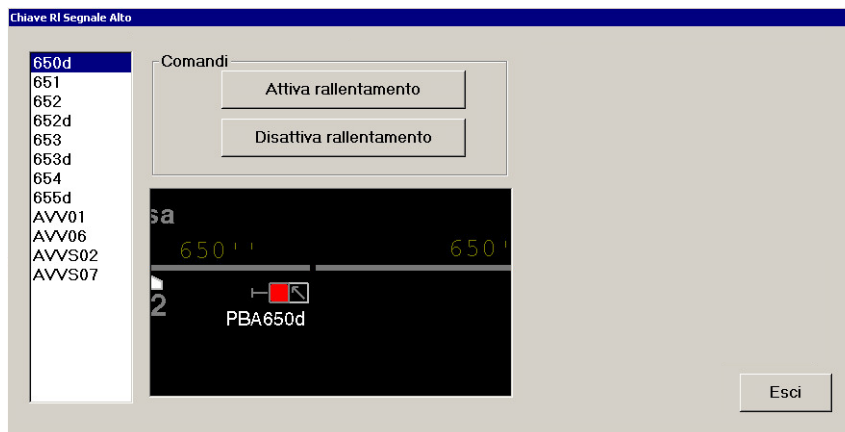 Chiave Rl Segnale Alto
650d
651
652
652d
653
653d
654
655d
AVV01
AVV06
AVVS02
AVVS07
Comandi
Attiva rallentamento
Disattiva rallentamento
sa
650'' 650'
2
PBA650d
Esci